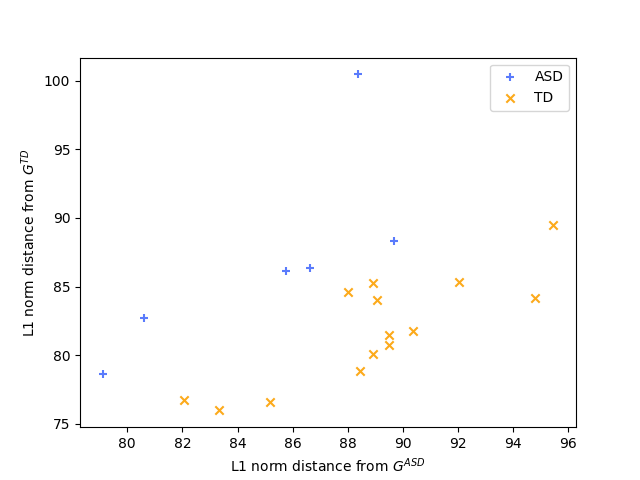 ASD
TD
100
95
90
85
80
75
L1 norm distance from G^{TD}
80 82 84 86 88 90 92 94 96
L1 norm distance from G^{ASD}